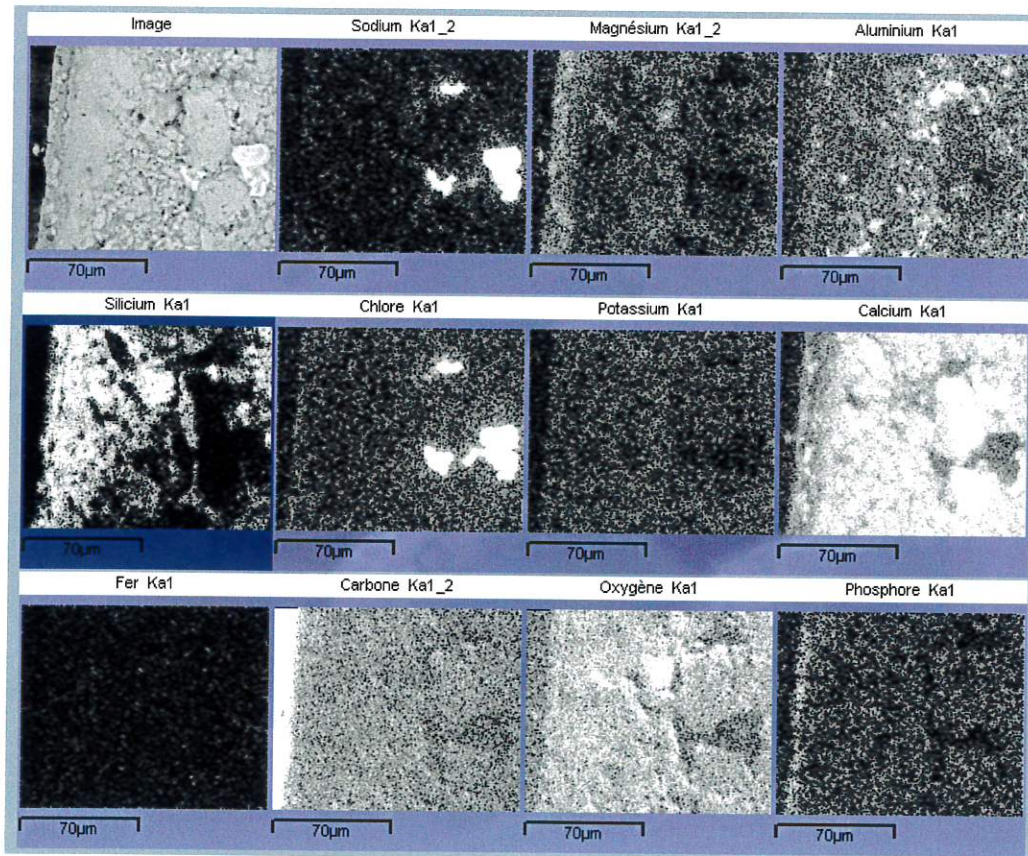 Image Sodium Ka1_2 Magnésium Ka1_2 Aluminium Ka1
70µm 70µm 70µm 70µm
Silicium Ka1 Chlore Ka1 Potassium Ka1 Calcium Ka1
70µm 70µm 70µm 70µm
Fer Ka1 Carbone Ka1_2 Oxygène Ka1 Phosphore Ka1
70µm 70µm 70µm 70µm